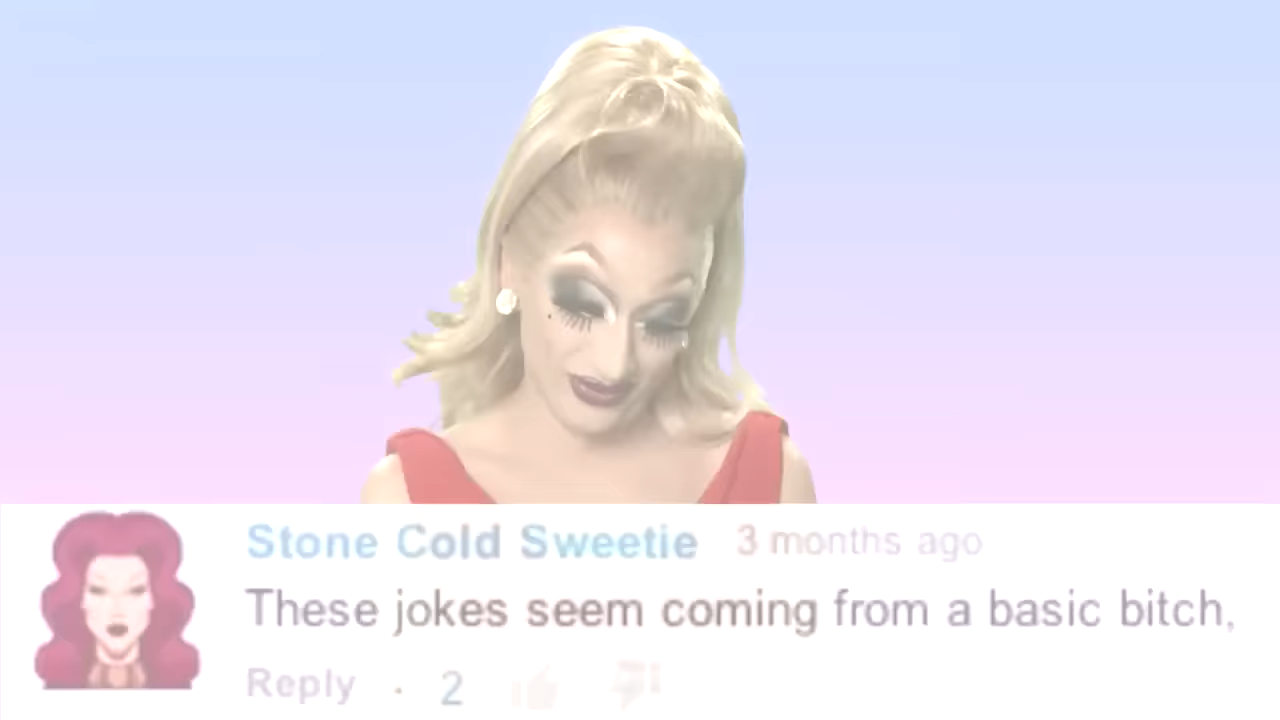 Stone Cold Sweetie 3 months ago
These jokes seem coming from a basic bitch,
Reply · 2